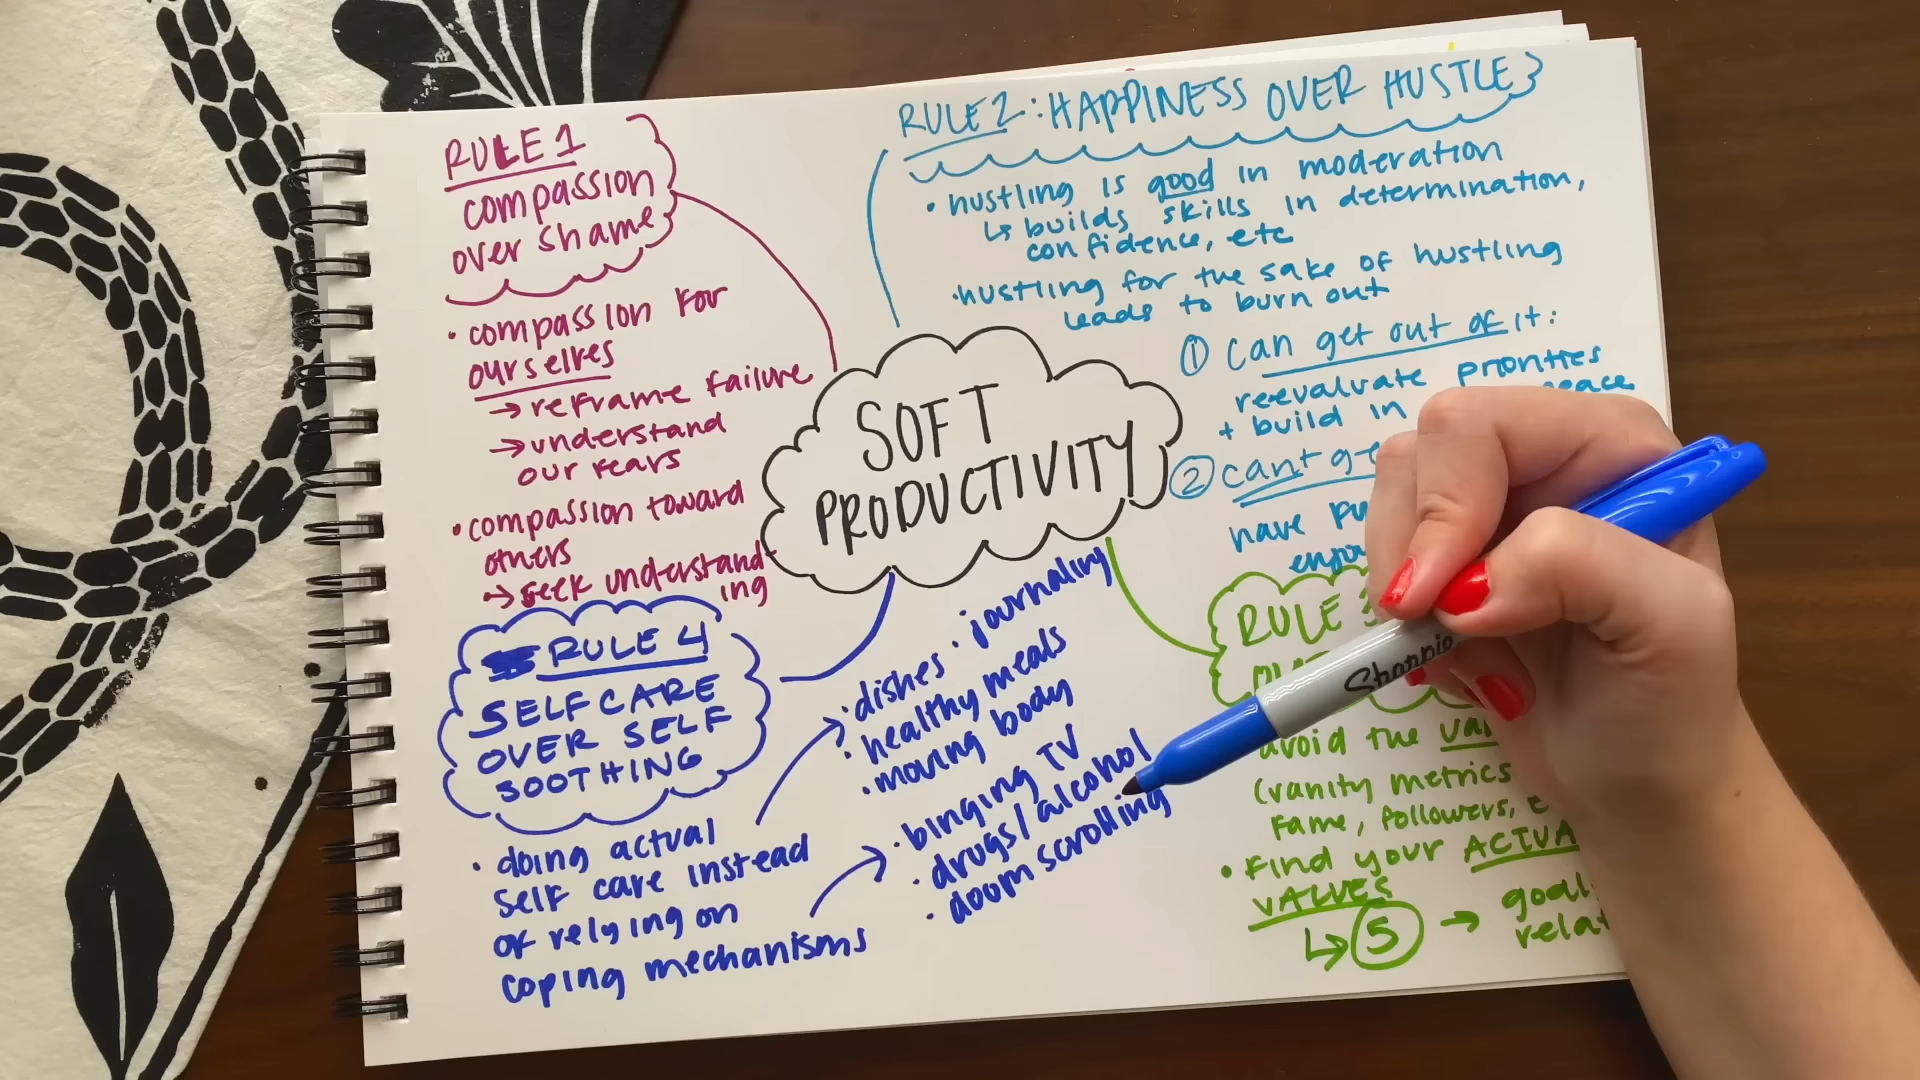 RULE 1
compassion
over shame
• compassion for
ourselves
→ reframe failure
→ understand
our fears
• compassion toward
others
→ seek understand-
ing
RULE 2: HAPPINESS OVER HUSTLE
• hustling is good in moderation
↳ builds skills in determination,
confidence, etc
• hustling for the sake of hustling
leads to burn out
① can get out of it:
reevaluate priorities
+ build in peace
② cant
have
SOFT
PRODUCTIVITY
RULE 3
avoid the
(vanity metrics
fame, followers,
• Find your
VALUES
↳ 5 →
RULE 4
SELF CARE
OVER SELF
SOOTHING
• doing actual
self care instead
of relying on
coping mechanisms
• dishes • journaling
• healthy meals
• moving body
• binging TV
• drugs/alcohol
• doom scrolling
Sharpie